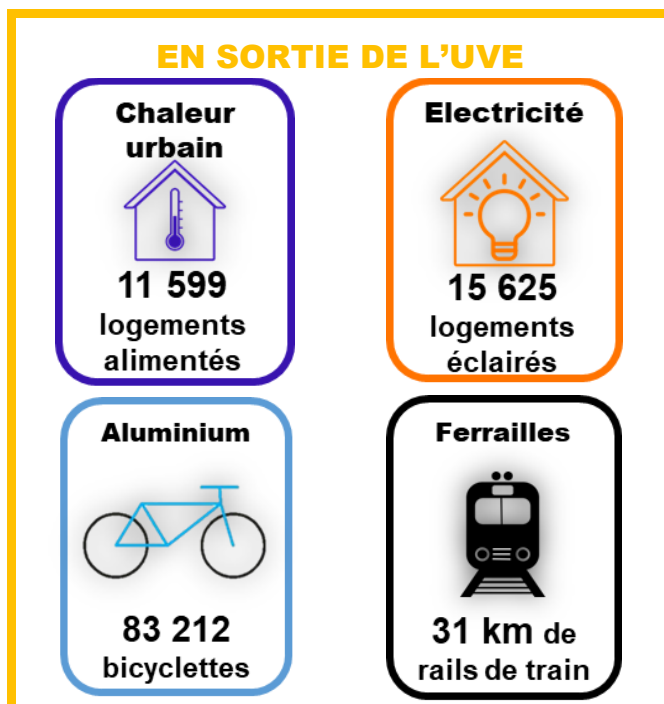 EN SORTIE DE L'UVE
Chaleur
urbain
11 599
logements
alimentés
Electricité
15 625
logements
éclairés
Aluminium
83 212
bicyclettes
Ferrailles
31 km de
rails de train